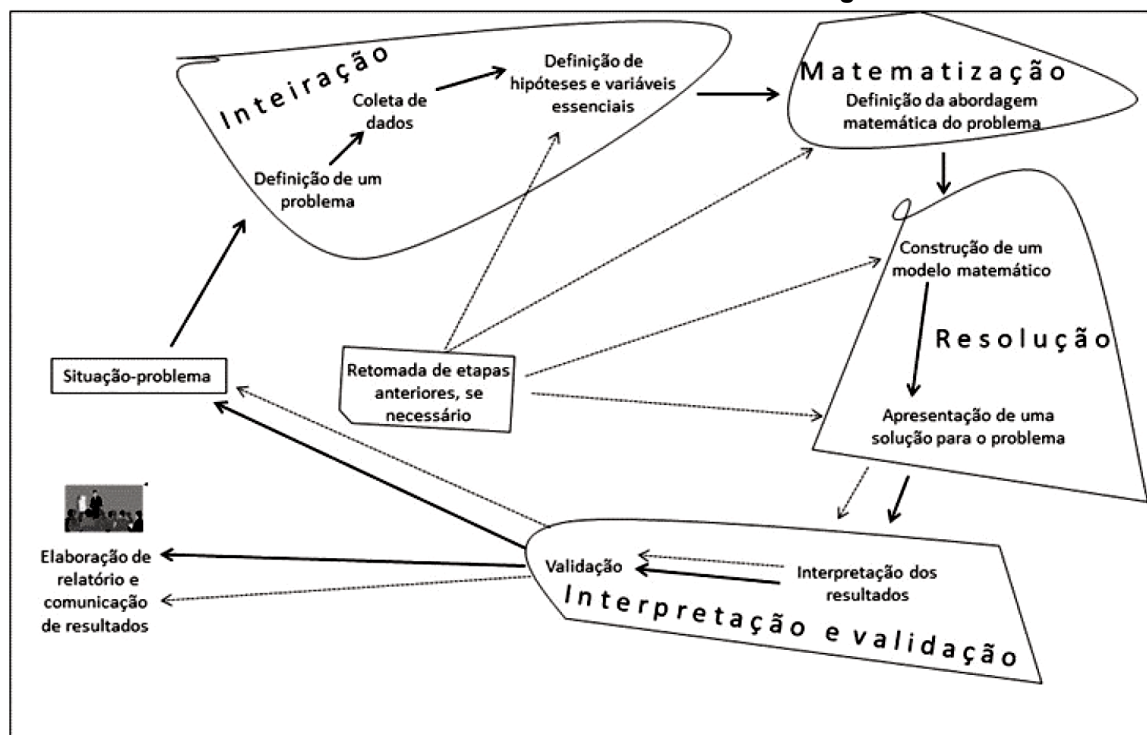 Inteiração
Definição de um
problema
Coleta de
dados
Definição de
hipóteses e variáveis
essenciais
Matematização
Definição da abordagem
matemática do problema
Construção de um
modelo matemático
Resolução
Apresentação de uma
solução para o problema
Situação-problema
Retomada de etapas
anteriores, se
necessário
Interpretação dos
resultados
Validação
Interpretação e validação
Elaboração de
relatório e
comunicação
de resultados